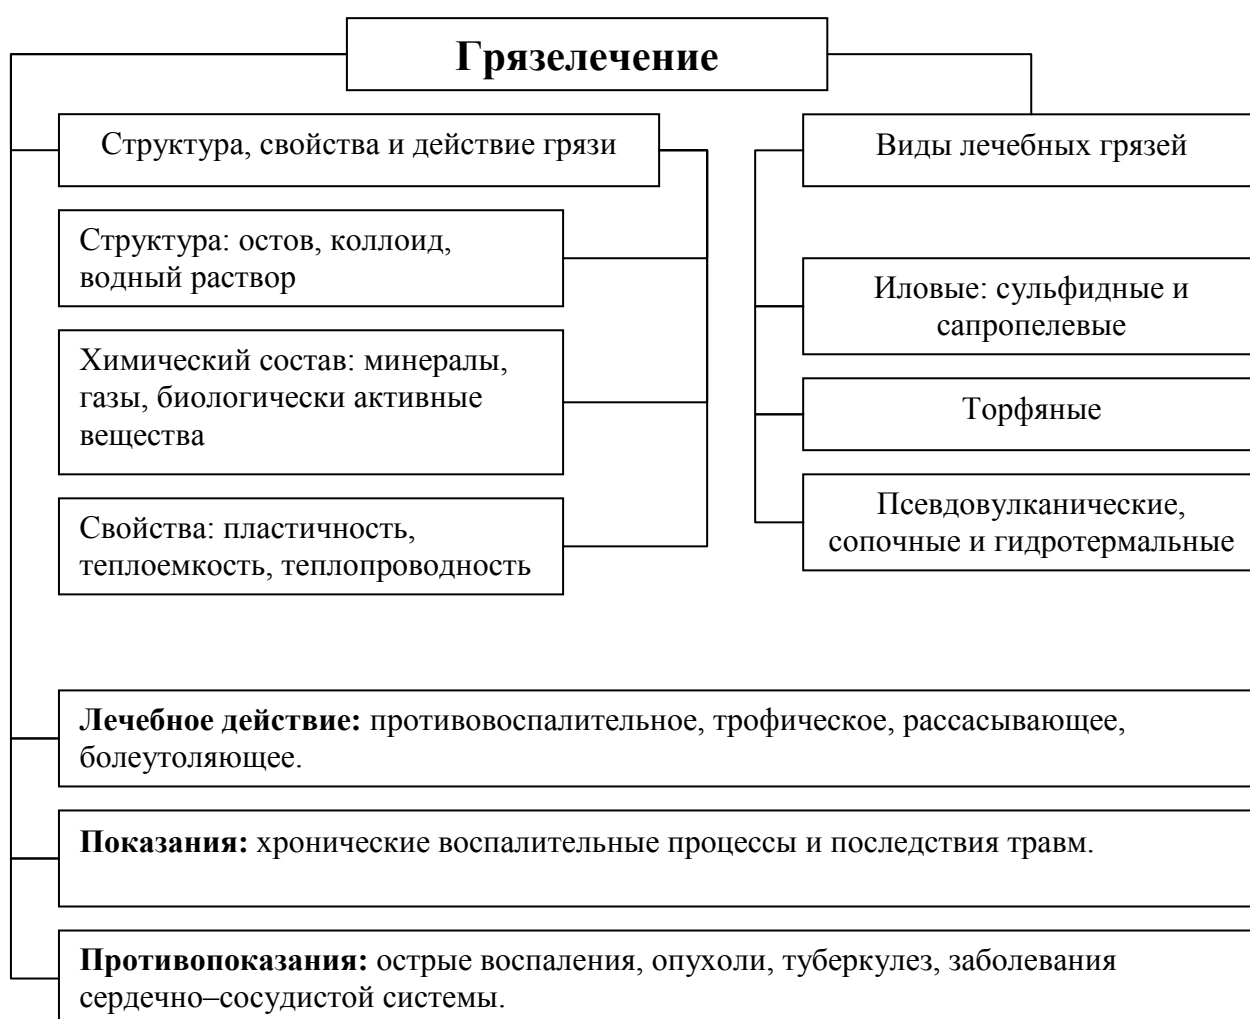 Грязелечение
Структура, свойства и действие грязи
Структура: остов, коллоид,
водный раствор
Химический состав: минералы,
газы, биологически активные
вещества
Свойства: пластичность,
теплоемкость, теплопроводность
Виды лечебных грязей
Иловые: сульфидные и
сапропелевые
Торфяные
Псевдовулканические,
сопочные и гидротермальные
Лечебное действие: противовоспалительное, трофическое, рассасывающее,
болеутоляющее.
Показания: хронические воспалительные процессы и последствия травм.
Противопоказания: острые воспаления, опухоли, туберкулез, заболевания
сердечно–сосудистой системы.